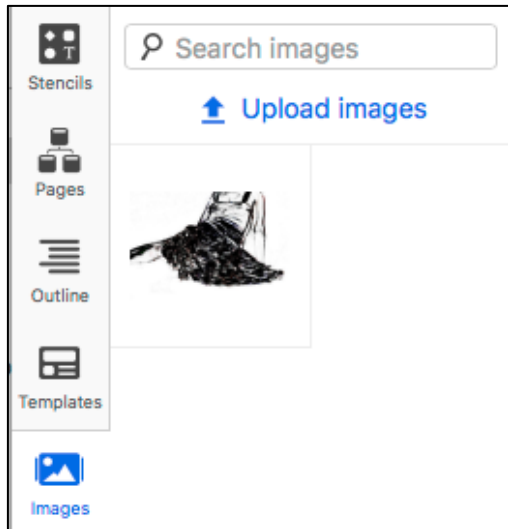 Stencils
Pages
Outline
Templates
Images
Search images
Upload images